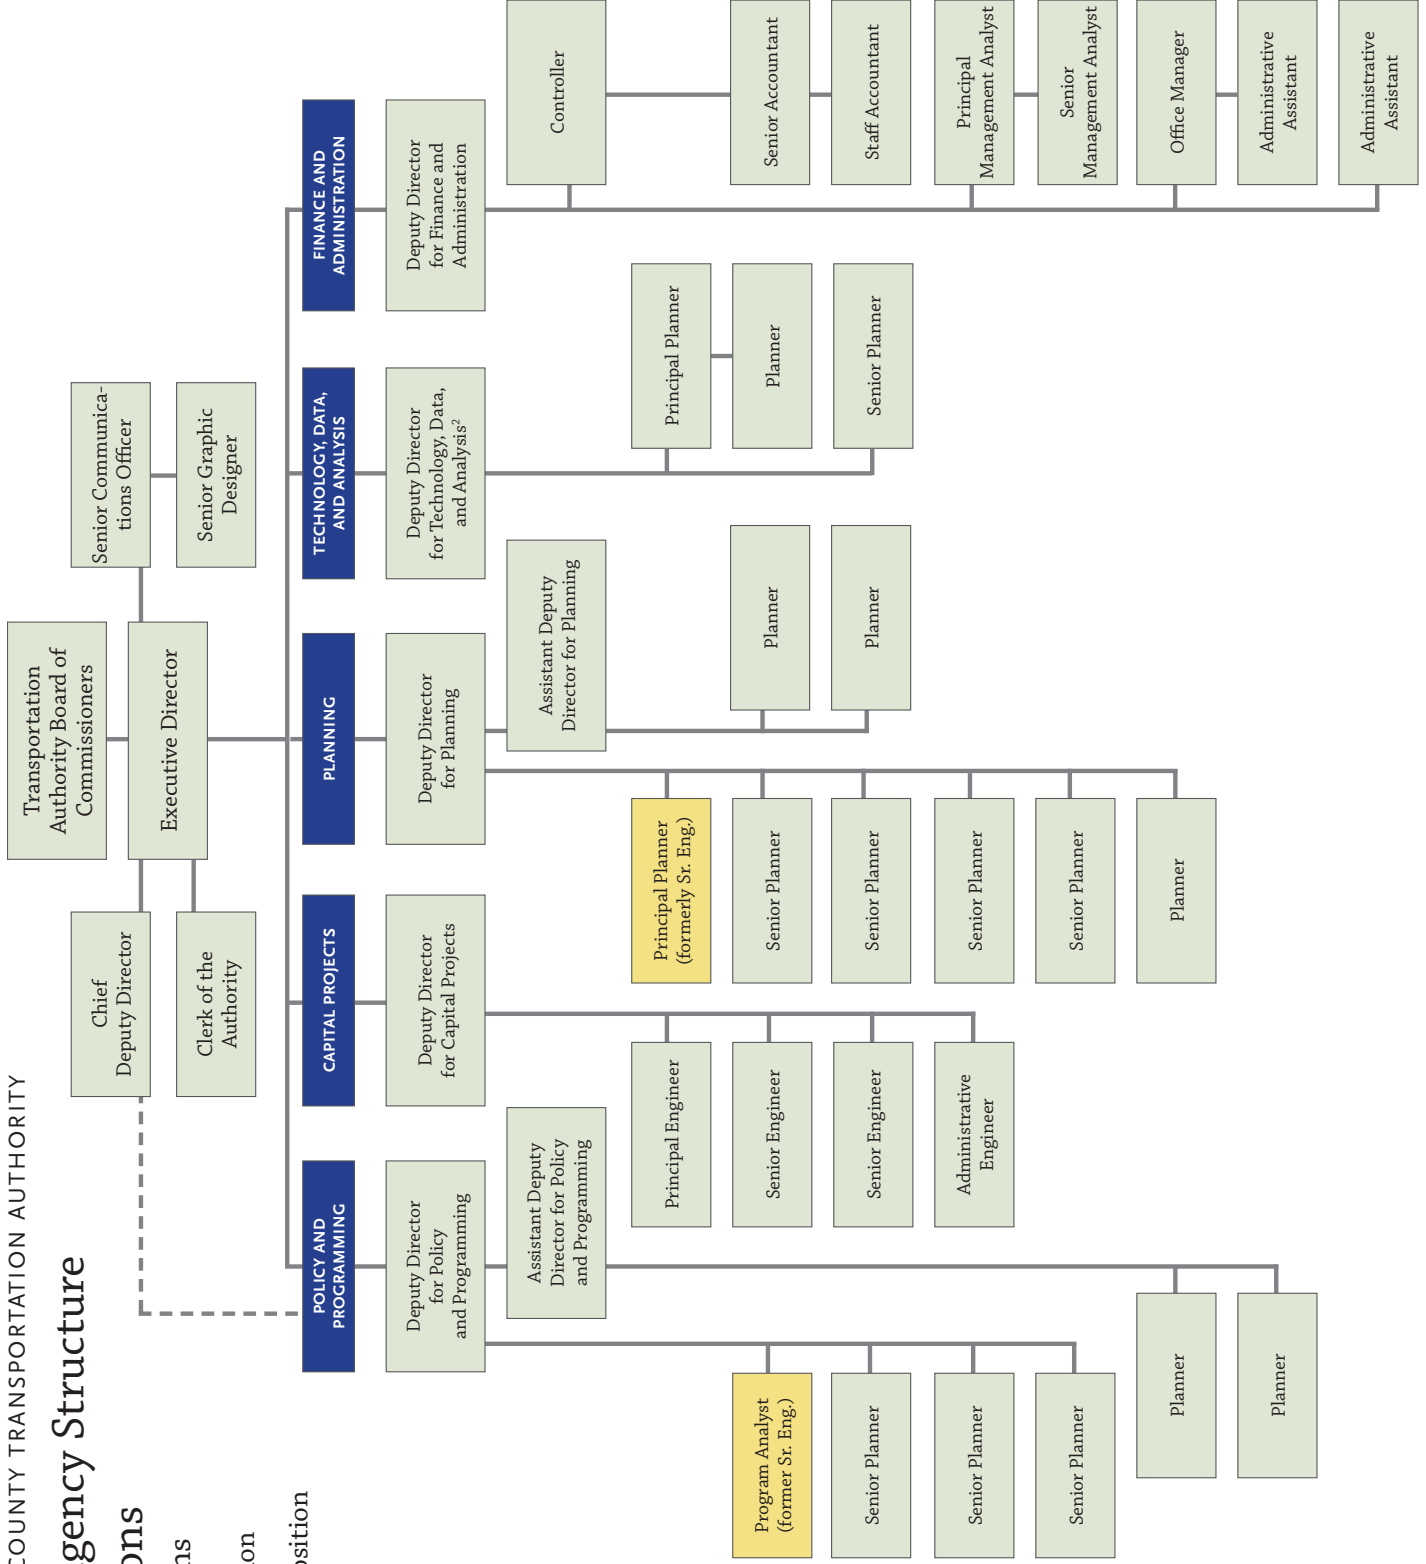 COUNTY TRANSPORTATION AUTHORITY
Structure
Transportation
Authority Board of
Commissioners
Executive Director
Chief
Deputy Director
Clerk of the
Authority
Senior Communica-
tions Officer
Senior Graphic
Designer
POLICY AND
PROGRAMMING
Deputy Director
for Policy
and Programming
Assistant Deputy
Director for Policy
and Programming
Program Analyst
(former Sr. Eng.)
Senior Planner
Senior Planner
Senior Planner
Planner
Planner
CAPITAL PROJECTS
Deputy Director
for Capital Projects
Principal Engineer
Senior Engineer
Senior Engineer
Administrative
Engineer
PLANNING
Deputy Director
for Planning
Assistant Deputy
Director for Planning
Principal Planner
(formerly Sr. Eng.)
Senior Planner
Senior Planner
Senior Planner
Senior Planner
Planner
Planner
Planner
TECHNOLOGY, DATA,
AND ANALYSIS
Deputy Director
for Technology, Data,
and Analysis²
Principal Planner
Planner
Senior Planner
FINANCE AND
ADMINISTRATION
Deputy Director
for Finance and
Administration
Controller
Senior Accountant
Staff Accountant
Principal
Management Analyst
Senior
Management Analyst
Office Manager
Administrative
Assistant
Administrative
Assistant